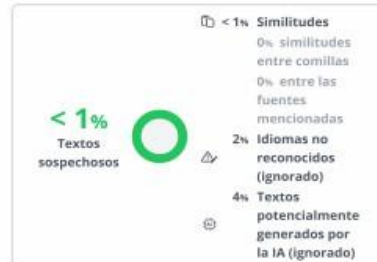 < 1%
Textos
sospechosos
< 1% Similitudes
0% similitudes
entre comillas
0% entre las
fuentes
mencionadas
2% Idiomas no
reconocidos
(ignorado)
4% Textos
potencialmente
generados por
la IA (ignorado)